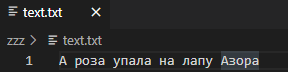 text.txt
zzz > text.txt
1 А роза упала на лапу Азора